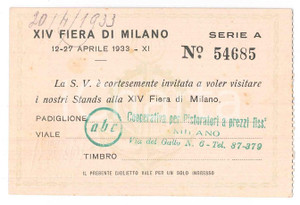 20/4/1933
XIV FIERA DI MILANO
12-27 APRILE 1933 - XI
SERIE A
Nº 54685
La S. V. è cortesemente invitata a voler visitare
i nostri Stands alla XIV Fiera di Milano.
PADIGLIONE
VIALE
abc
Cooperativa per Ristoratori a prezzi fiss.
MILANO
Via del Gallo N. 6 - Tel. 87-379
TIMBRO
IL PRESENTE BIGLIETTO VALE PER UN SOLO INGRESSO